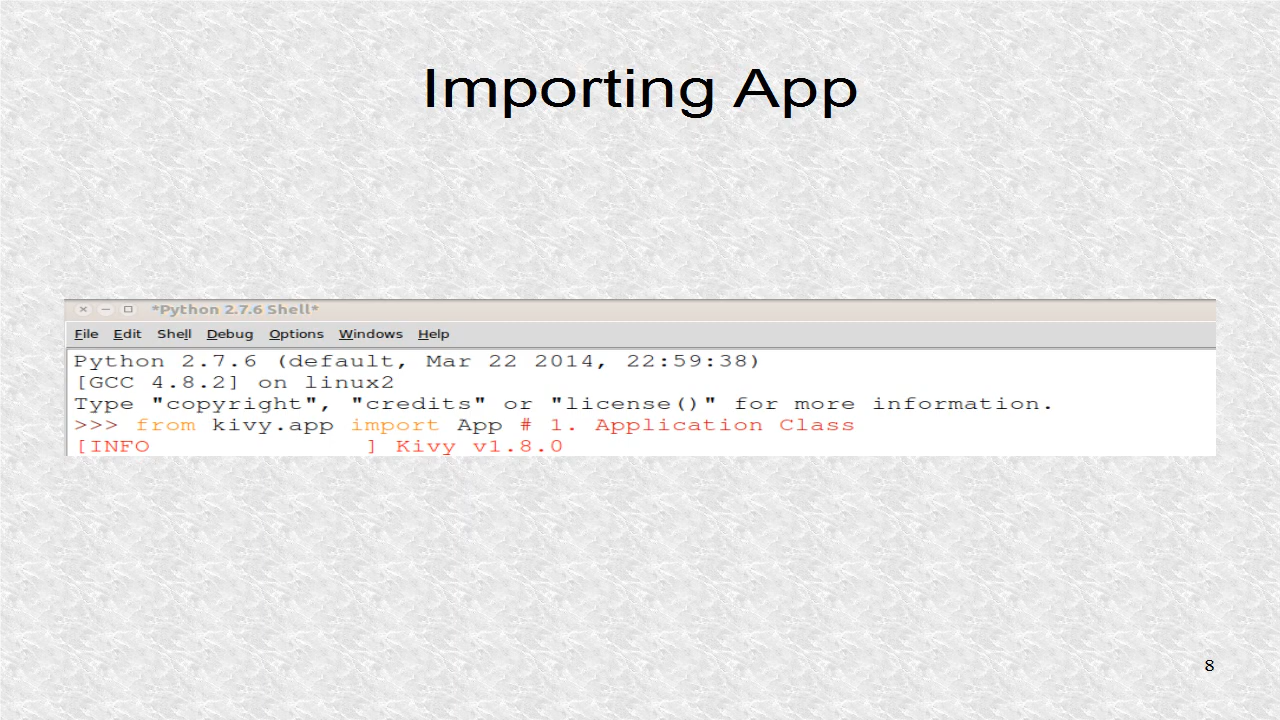 Importing App
*Python 2.7.6 Shell*
File Edit Shell Debug Options Windows Help
Python 2.7.6 (default, Mar 22 2014, 22:59:38)
[GCC 4.8.2] on linux2
Type "copyright", "credits" or "license()" for more information.
>>> from kivy.app import App # 1. Application Class
[INFO              ] Kivy v1.8.0
8